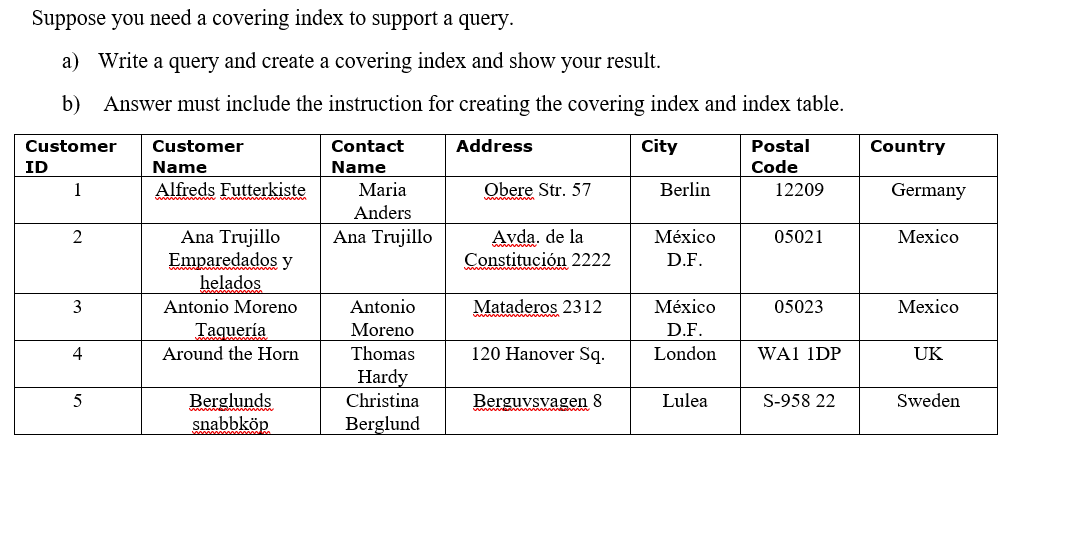 Suppose you need a covering index to support a query.
a) Write a query and create a covering index and show your result.
b) Answer must include the instruction for creating the covering index and index table.
Customer ID Customer Name Contact Name Address City Postal Code Country
1 Alfreds Futterkiste Maria Anders Obere Str. 57 Berlin 12209 Germany
2 Ana Trujillo Emparedados y helados Ana Trujillo Avda. de la Constitución 2222 México D.F. 05021 Mexico
3 Antonio Moreno Taquería Antonio Moreno Mataderos 2312 México D.F. 05023 Mexico
4 Around the Horn Thomas Hardy 120 Hanover Sq. London WA1 1DP UK
5 Berglunds snabbköp Christina Berglund Berguvsvagen 8 Lulea S-958 22 Sweden